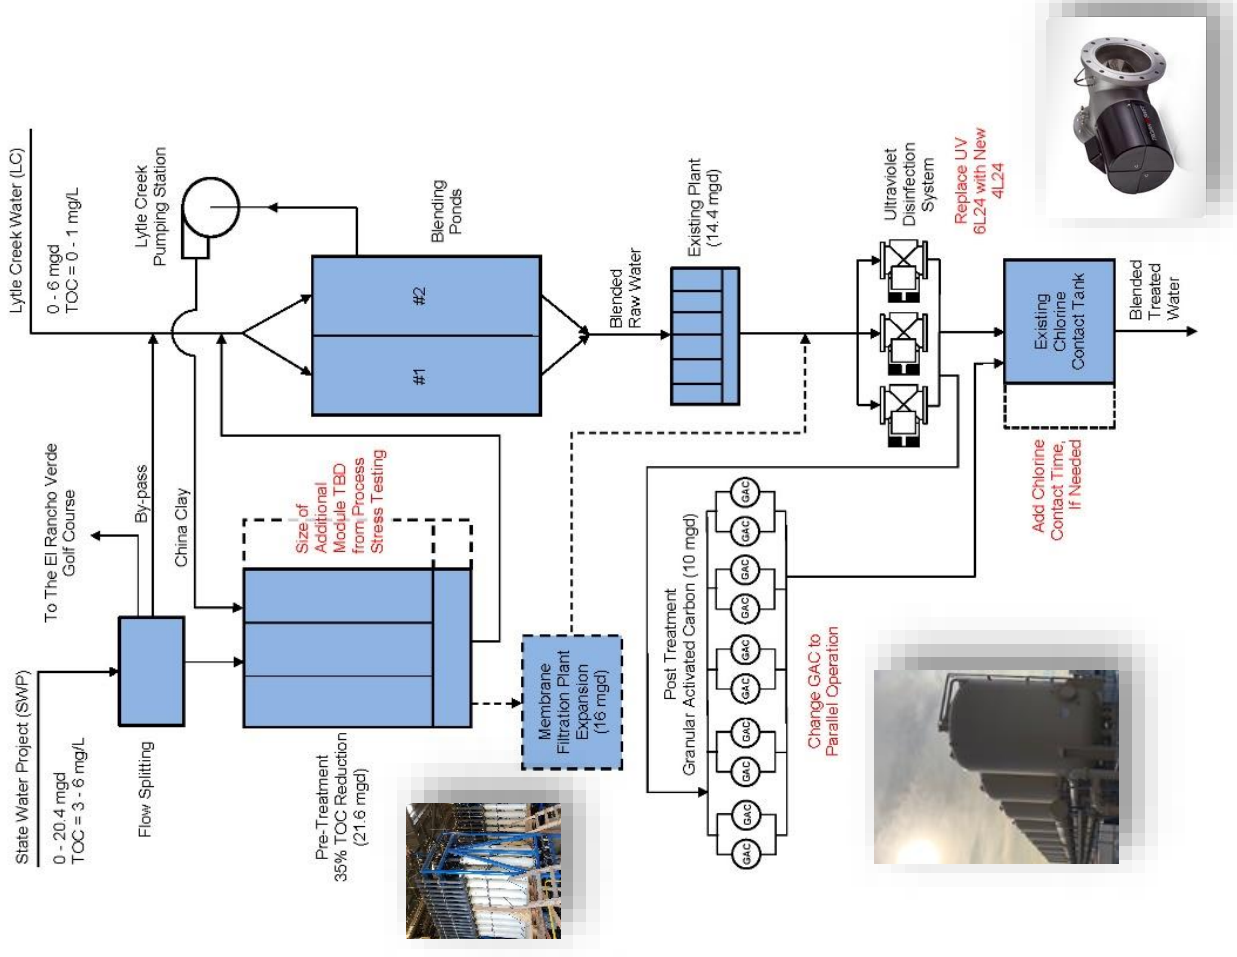 State Water Project (SWP)
0 - 20.4 mgd
TOC = 3 - 6 mg/L
Flow Splitting
To The El Rancho Verde
Golf Course
By-pass
China Clay
Lytle Creek Water (LC)
0 - 6 mgd
TOC = 0 - 1 mg/L
Lytle Creek
Pumping Station
Pre-Treatment
35% TOC Reduction
(21.6 mgd)
Size of
Additional
Module TBD
from Process
Stress Testing
#1
#2
Blending
Ponds
Membrane
Filtration Plant
Expansion
(16 mgd)
Blended
Raw Water
Existing Plant
(14.4 mgd)
Post Treatment
Granular Activated Carbon (10 mgd)
GAC
GAC
GAC
GAC
GAC
GAC
GAC
GAC
GAC
GAC
Change GAC to
Parallel Operation
Ultraviolet
Disinfection
System
Replace UV
6L24 with New
4L24
Existing
Chlorine
Contact Tank
Add Chlorine
Contact Time,
If Needed
Blended
Treated
Water